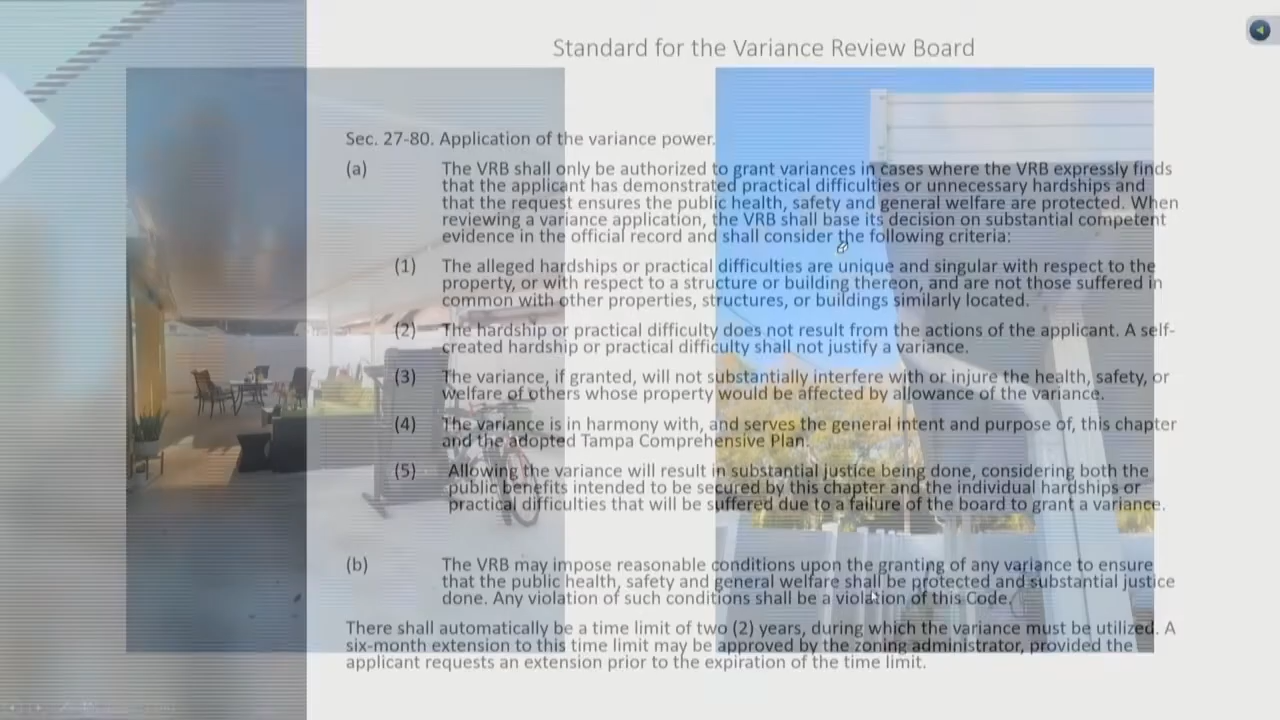 Standard for the Variance Review Board
Sec. 27-80. Application of the variance power.
(a) The VRB shall only be authorized to grant variances in cases where the VRB expressly finds
that the applicant has demonstrated practical difficulties or unnecessary hardships and
that the request ensures the public health, safety and general welfare are protected. When
reviewing a variance application, the VRB shall base its decision on substantial competent
evidence in the official record and shall consider the following criteria:
(1) The alleged hardships or practical difficulties are unique and singular with respect to the
property, or with respect to a structure or building thereon, and are not those suffered in
common with other properties, structures, or buildings similarly located.
(2) The hardship or practical difficulty does not result from the actions of the applicant. A self-
created hardship or practical difficulty shall not justify a variance.
(3) The variance, if granted, will not substantially interfere with or injure the health, safety, or
welfare of others whose property would be affected by allowance of the variance.
(4) The variance is in harmony with, and serves the general intent and purpose of, this chapter
and the adopted Tampa Comprehensive Plan.
(5) Allowing the variance will result in substantial justice being done, considering both the
public benefits intended to be secured by this chapter and the individual hardships or
practical difficulties that will be suffered due to a failure of the board to grant a variance.
(b) The VRB may impose reasonable conditions upon the granting of any variance to ensure
that the public health, safety and general welfare shall be protected and substantial justice
done. Any violation of such conditions shall be a violation of this Code.
There shall automatically be a time limit of two (2) years, during which the variance must be utilized. A
six-month extension to this time limit may be approved by the zoning administrator, provided the
applicant requests an extension prior to the expiration of the time limit.